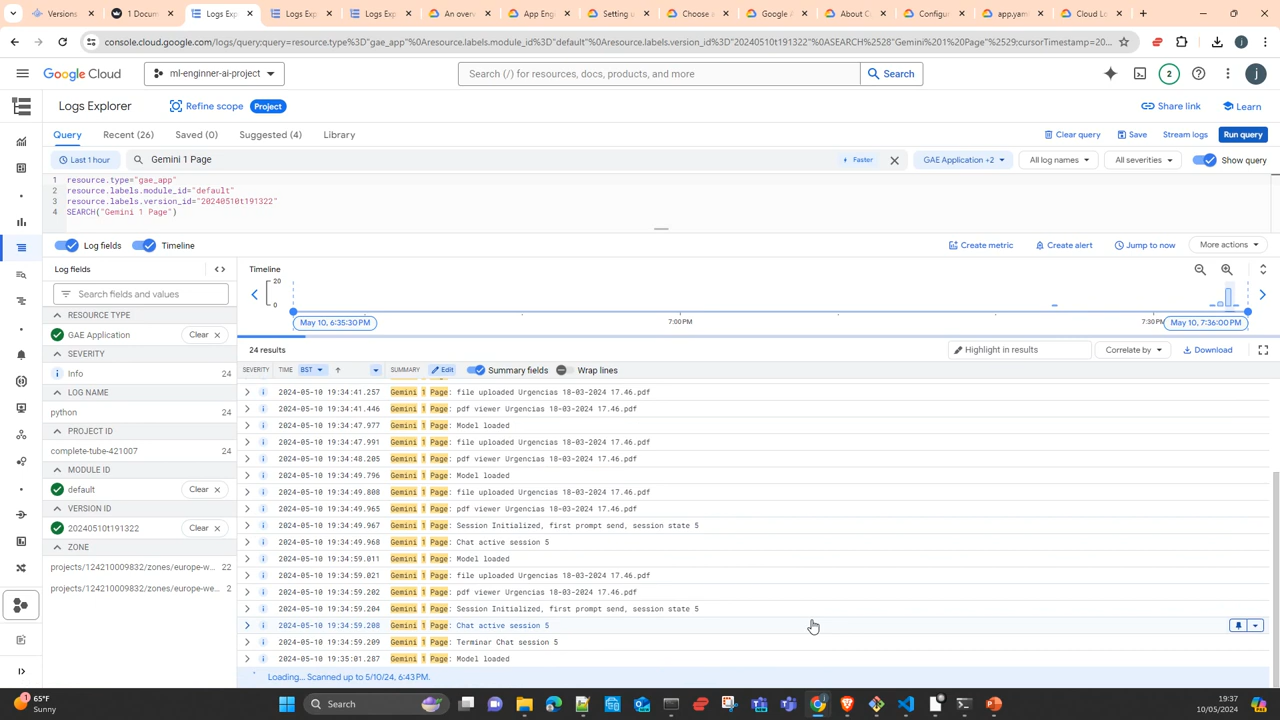 Versions
1 Docum
Logs Expl
Logs Expl
Logs Expl
An overv
App Eng
Setting u
Choose a
Google A
About Cl
Configur
app.yam
Cloud Lo
console.cloud.google.com/logs/query;query=resource.type%3D"gae_app"%0Aresource.labels.module_id%3D"default"%0Aresource.labels.version_id%3D"20240510t191322"%0ASEARCH%2528"Gemini%201%20Page"%2529;cursorTimestamp=20...
Google Cloud
ml-enginner-ai-project
Search (/) for resources, docs, products, and more
Search
2
j
Logs Explorer
Refine scope
Project
Share link
Learn
Query
Recent (26)
Saved (0)
Suggested (4)
Library
Clear query
Save
Stream logs
Run query
Last 1 hour
Gemini 1 Page
Faster
GAE Application +2
All log names
All severities
Show query
1 resource.type="gae_app"
2 resource.labels.module_id="default"
3 resource.labels.version_id="20240510t191322"
4 SEARCH("Gemini 1 Page")
Log fields
Timeline
Create metric
Create alert
Jump to now
More actions
Log fields
Search fields and values
RESOURCE TYPE
GAE Application
Clear
SEVERITY
Info 24
LOG NAME
python 24
PROJECT ID
complete-tube-421007 24
MODULE ID
default
Clear
VERSION ID
20240510t191322
Clear
ZONE
projects/124210009832/zones/europe-we... 22
projects/124210009832/zones/europe-we... 2
Timeline
20
0
May 10, 6:35:30 PM
7:00 PM
7:30 PM
May 10, 7:36:00 PM
24 results
Highlight in results
Correlate by
Download
SEVERITY TIME BST SUMMARY Edit Summary fields Wrap lines
2024-05-10 19:34:41.257 Gemini 1 Page: file uploaded Urgencias 18-03-2024 17.46.pdf
2024-05-10 19:34:41.446 Gemini 1 Page: pdf viewer Urgencias 18-03-2024 17.46.pdf
2024-05-10 19:34:47.977 Gemini 1 Page: Model loaded
2024-05-10 19:34:47.991 Gemini 1 Page: file uploaded Urgencias 18-03-2024 17.46.pdf
2024-05-10 19:34:48.205 Gemini 1 Page: pdf viewer Urgencias 18-03-2024 17.46.pdf
2024-05-10 19:34:49.796 Gemini 1 Page: Model loaded
2024-05-10 19:34:49.808 Gemini 1 Page: file uploaded Urgencias 18-03-2024 17.46.pdf
2024-05-10 19:34:49.965 Gemini 1 Page: pdf viewer Urgencias 18-03-2024 17.46.pdf
2024-05-10 19:34:49.967 Gemini 1 Page: Session Initialized, first prompt send, session state 5
2024-05-10 19:34:49.968 Gemini 1 Page: Chat active session 5
2024-05-10 19:34:59.011 Gemini 1 Page: Model loaded
2024-05-10 19:34:59.021 Gemini 1 Page: file uploaded Urgencias 18-03-2024 17.46.pdf
2024-05-10 19:34:59.202 Gemini 1 Page: pdf viewer Urgencias 18-03-2024 17.46.pdf
2024-05-10 19:34:59.204 Gemini 1 Page: Session Initialized, first prompt send, session state 5
2024-05-10 19:34:59.208 Gemini 1 Page: Chat active session 5
2024-05-10 19:34:59.209 Gemini 1 Page: Terminar Chat session 5
2024-05-10 19:35:01.287 Gemini 1 Page: Model loaded
Loading... Scanned up to 5/10/24, 6:43 PM.
65°F
Sunny
Search
19:37
10/05/2024